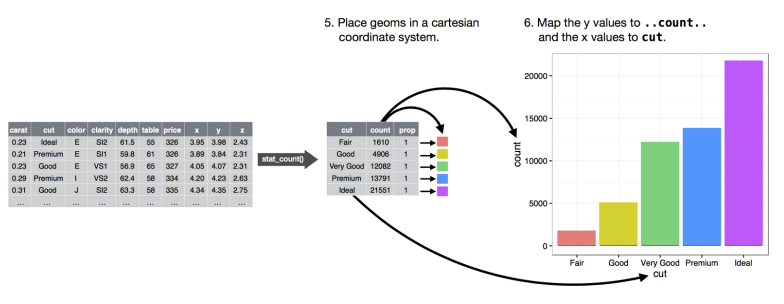 5. Place geoms in a cartesian
coordinate system.
6. Map the y values to ..count..
and the x values to cut.
carat cut color clarity depth table price x y z
0.23 Ideal E SI2 61.5 55 326 3.95 3.98 2.43
0.21 Premium E SI1 59.8 61 326 3.89 3.84 2.31
0.23 Good E VS1 56.9 65 327 4.05 4.07 2.31
0.29 Premium I VS2 62.4 58 334 4.20 4.23 2.63
0.31 Good J SI2 63.3 58 335 4.34 4.35 2.75
... ... ... ... ... ... ... ... ... ...
stat_count()
cut count prop
Fair 1610 1
Good 4906 1
Very Good 12082 1
Premium 13791 1
Ideal 21551 1
count
20000
15000
10000
5000
0
Fair Good Very Good Premium Ideal
cut